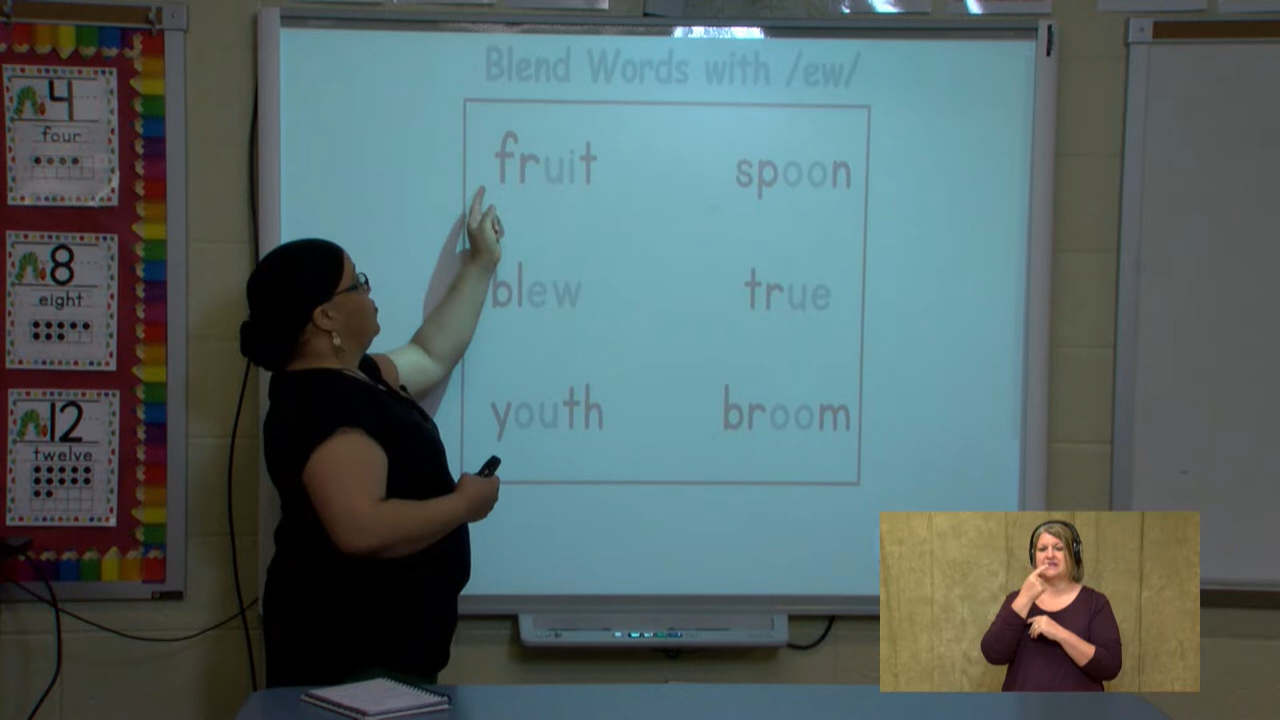 Blend Words with /ew/
fruit spoon
blew true
youth broom
4
four
8
eight
12
twelve